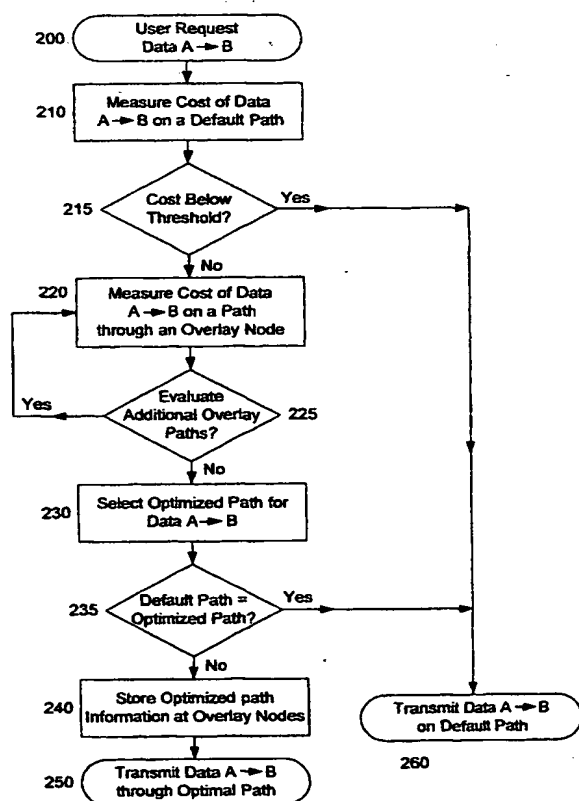 200
User Request
Data A → B
210
Measure Cost of Data
A → B on a Default Path
215
Cost Below
Threshold?
Yes
No
220
Measure Cost of Data
A → B on a Path
through an Overlay Node
Yes
Evaluate
Additional Overlay
Paths?
225
No
230
Select Optimized Path for
Data A → B
235
Default Path =
Optimized Path?
Yes
No
240
Store Optimized path
Information at Overlay Nodes
250
Transmit Data A → B
through Optimal Path
Transmit Data A → B
on Default Path
260